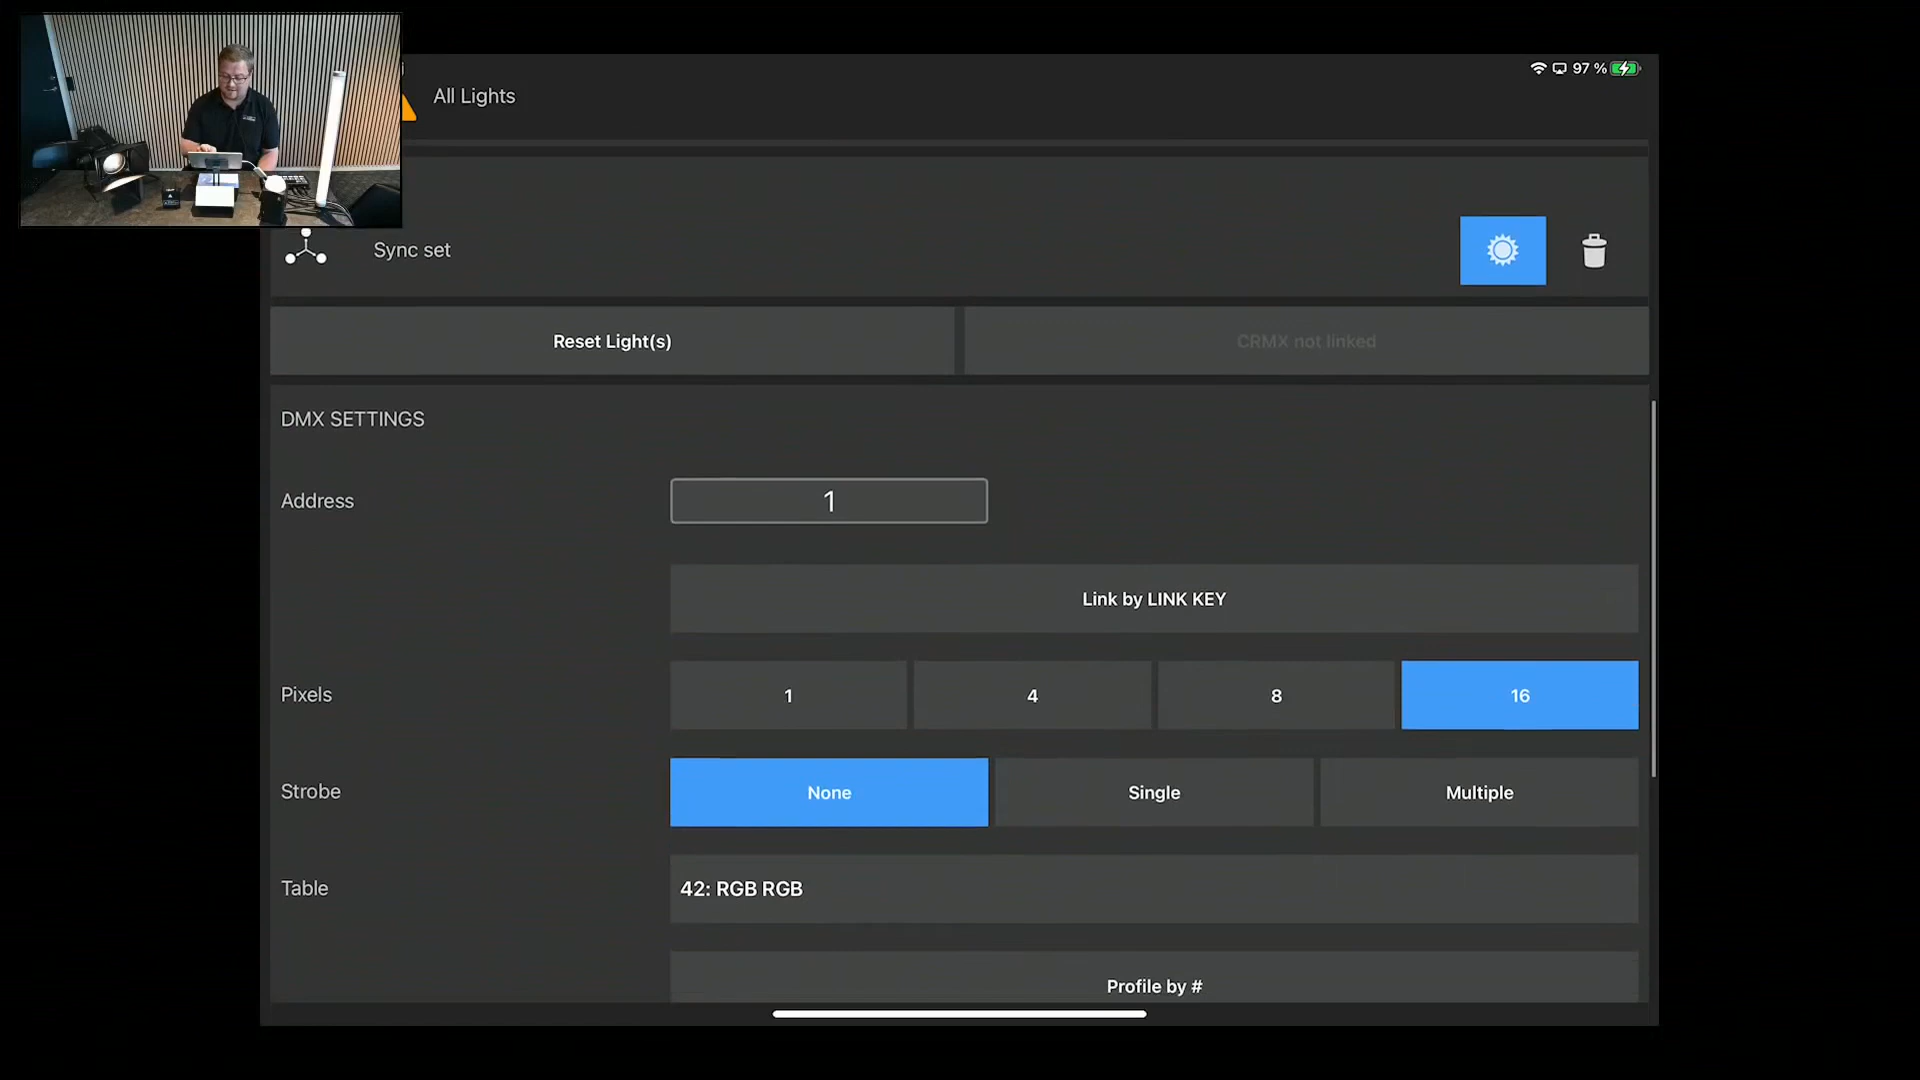 97 %
All Lights
Sync set
Reset Light(s)
CRMX not linked
DMX SETTINGS
Address
1
Link by LINK KEY
Pixels
1
4
8
16
Strobe
None
Single
Multiple
Table
42: RGB RGB
Profile by #